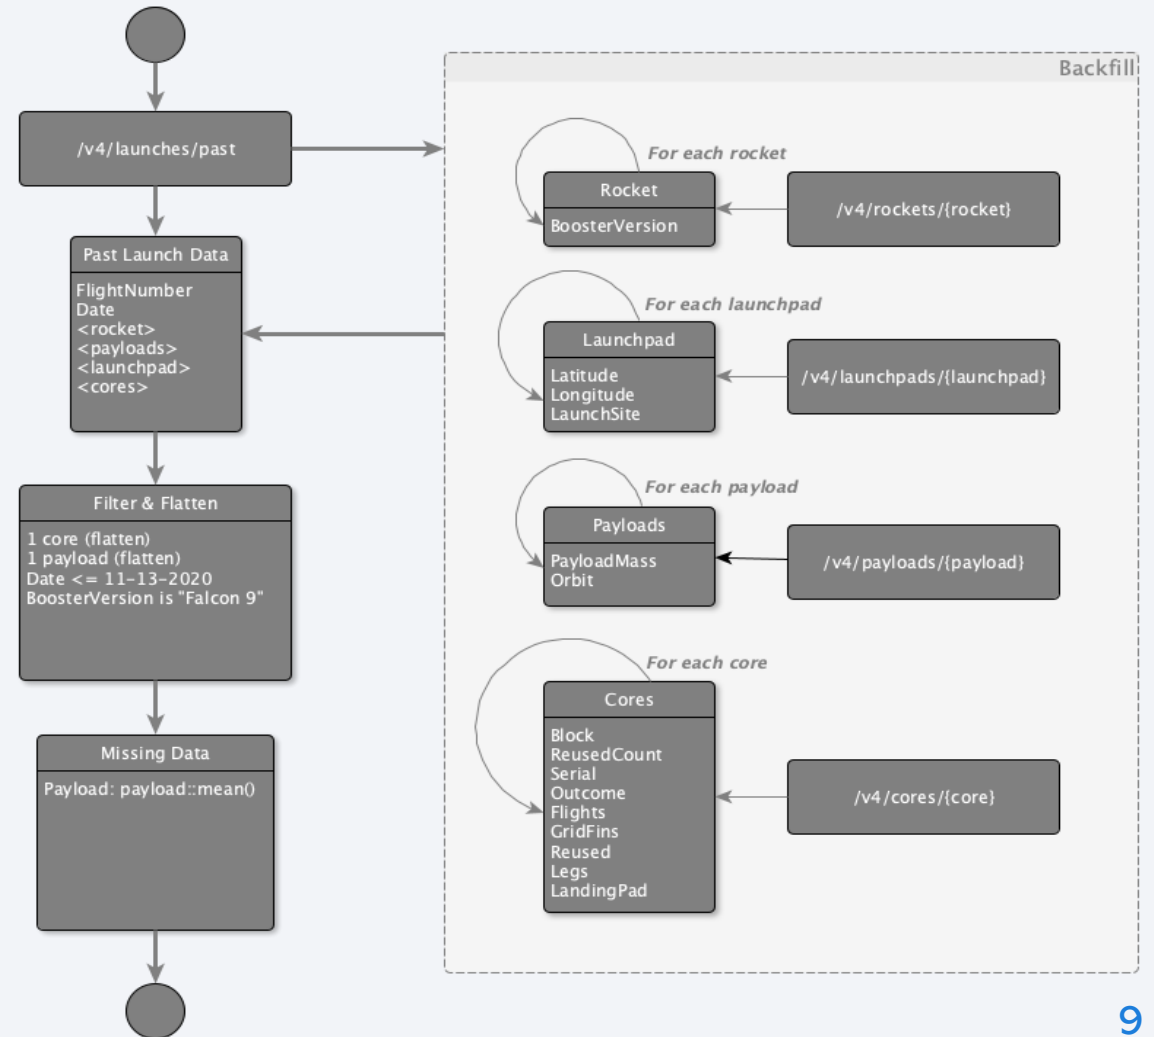 /v4/launches/past
Past Launch Data
FlightNumber
Date
<rocket>
<payloads>
<launchpad>
<cores>
Filter & Flatten
1 core (flatten)
1 payload (flatten)
Date <= 11-13-2020
BoosterVersion is "Falcon 9"
Missing Data
Payload: payload::mean()
Backfill
For each rocket
Rocket
BoosterVersion
/v4/rockets/{rocket}
For each launchpad
Launchpad
Latitude
Longitude
LaunchSite
/v4/launchpads/{launchpad}
For each payload
Payloads
PayloadMass
Orbit
/v4/payloads/{payload}
For each core
Cores
Block
ReusedCount
Serial
Outcome
Flights
GridFins
Reused
Legs
LandingPad
/v4/cores/{core}
9